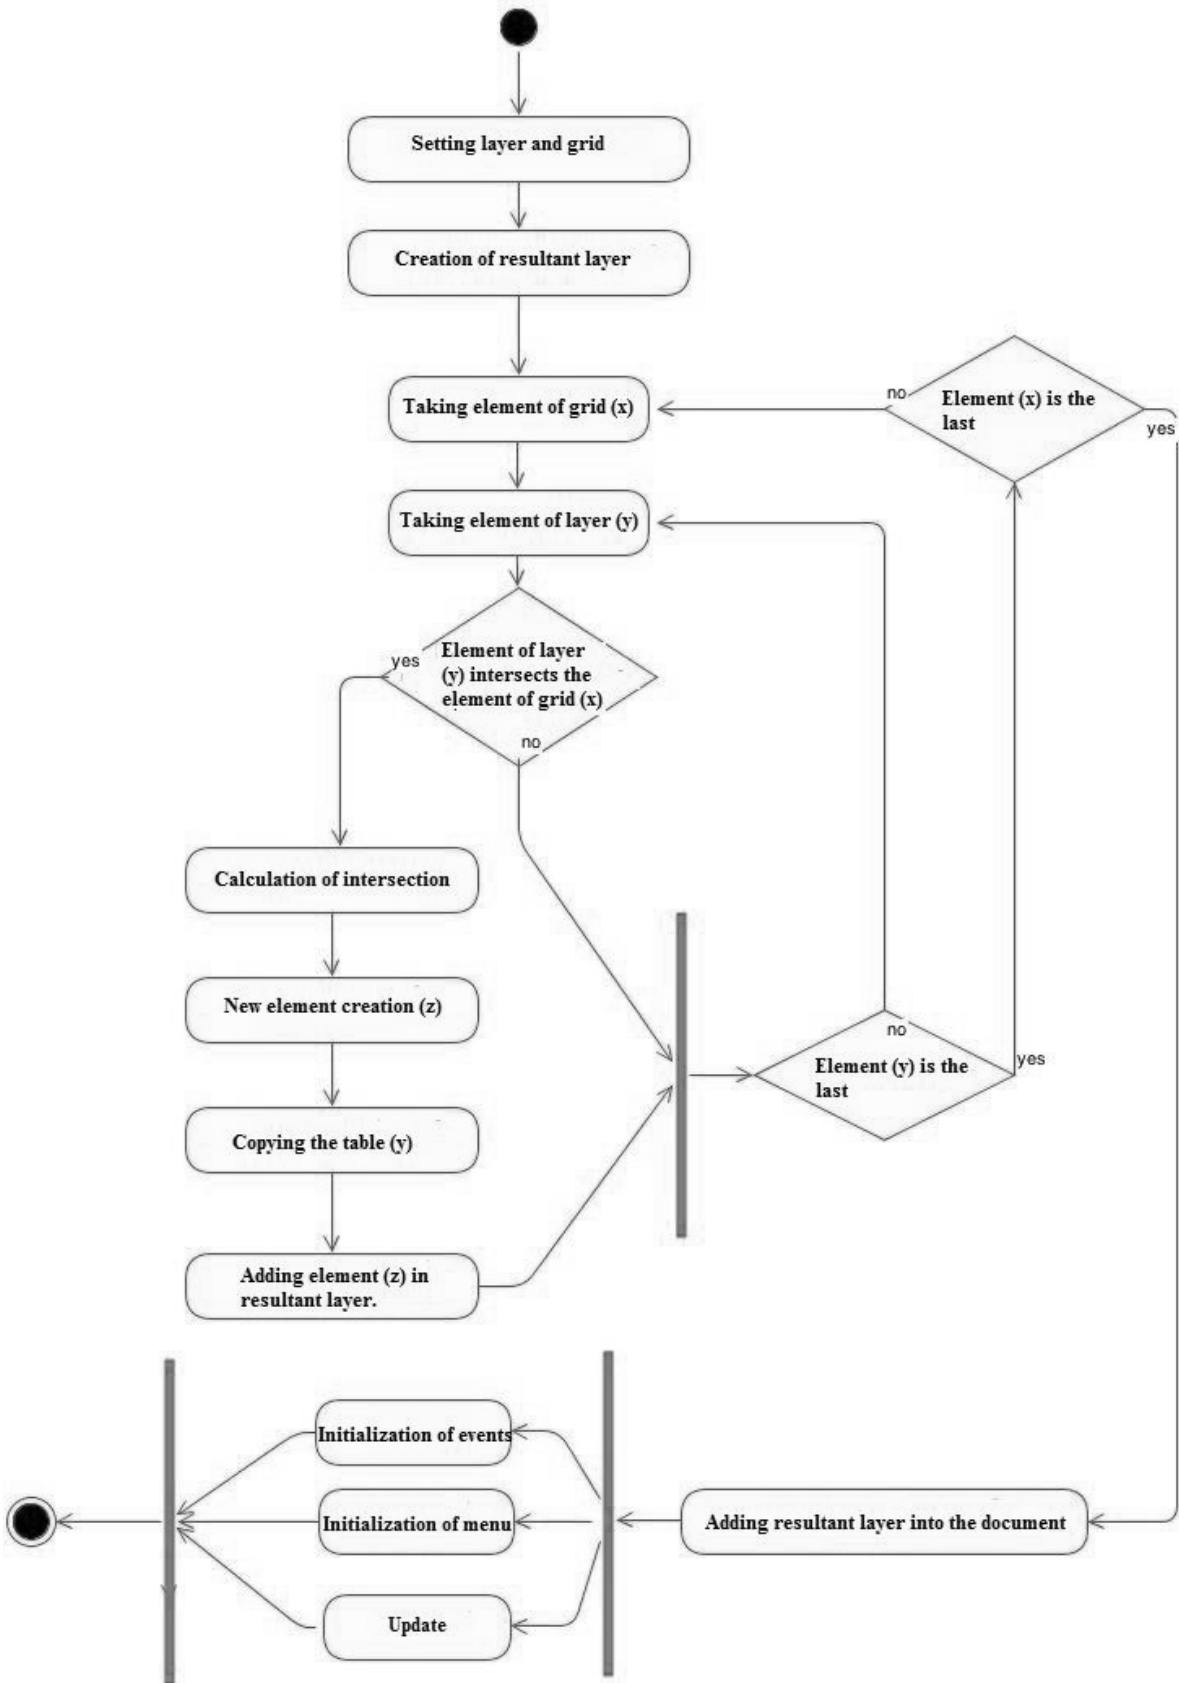 Setting layer and grid
Creation of resultant layer
Taking element of grid (x)
no
Element (x) is the
last
yes
Taking element of layer (y)
yes
Element of layer
(y) intersects the
element of grid (x)
no
Calculation of intersection
New element creation (z)
no
Element (y) is the
last
yes
Copying the table (y)
Adding element (z) in
resultant layer.
Initialization of events
Initialization of menu
Adding resultant layer into the document
Update